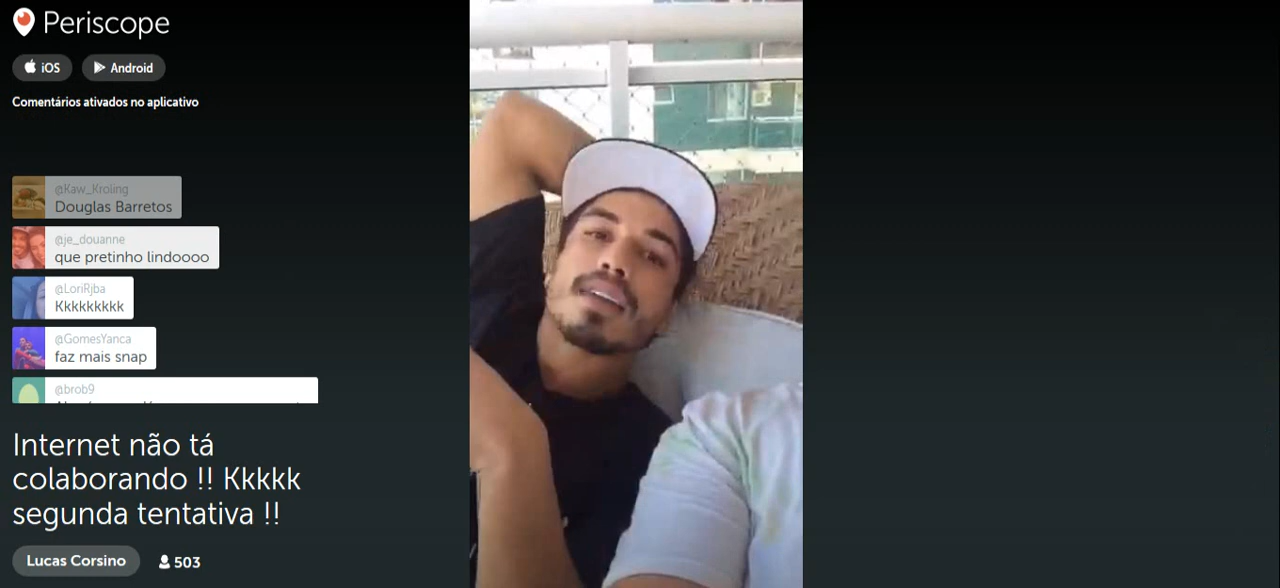 Periscope
iOS
Android
Comentários ativados no aplicativo
@Kaw_Kroling
Douglas Barretos
@je_douanne
que pretinho lindoooo
@LoriRjba
Kkkkkkkkk
@GomesYanca
faz mais snap
@brob9
Internet não tá
colaborando !! Kkkkk
segunda tentativa !!
Lucas Corsino
503